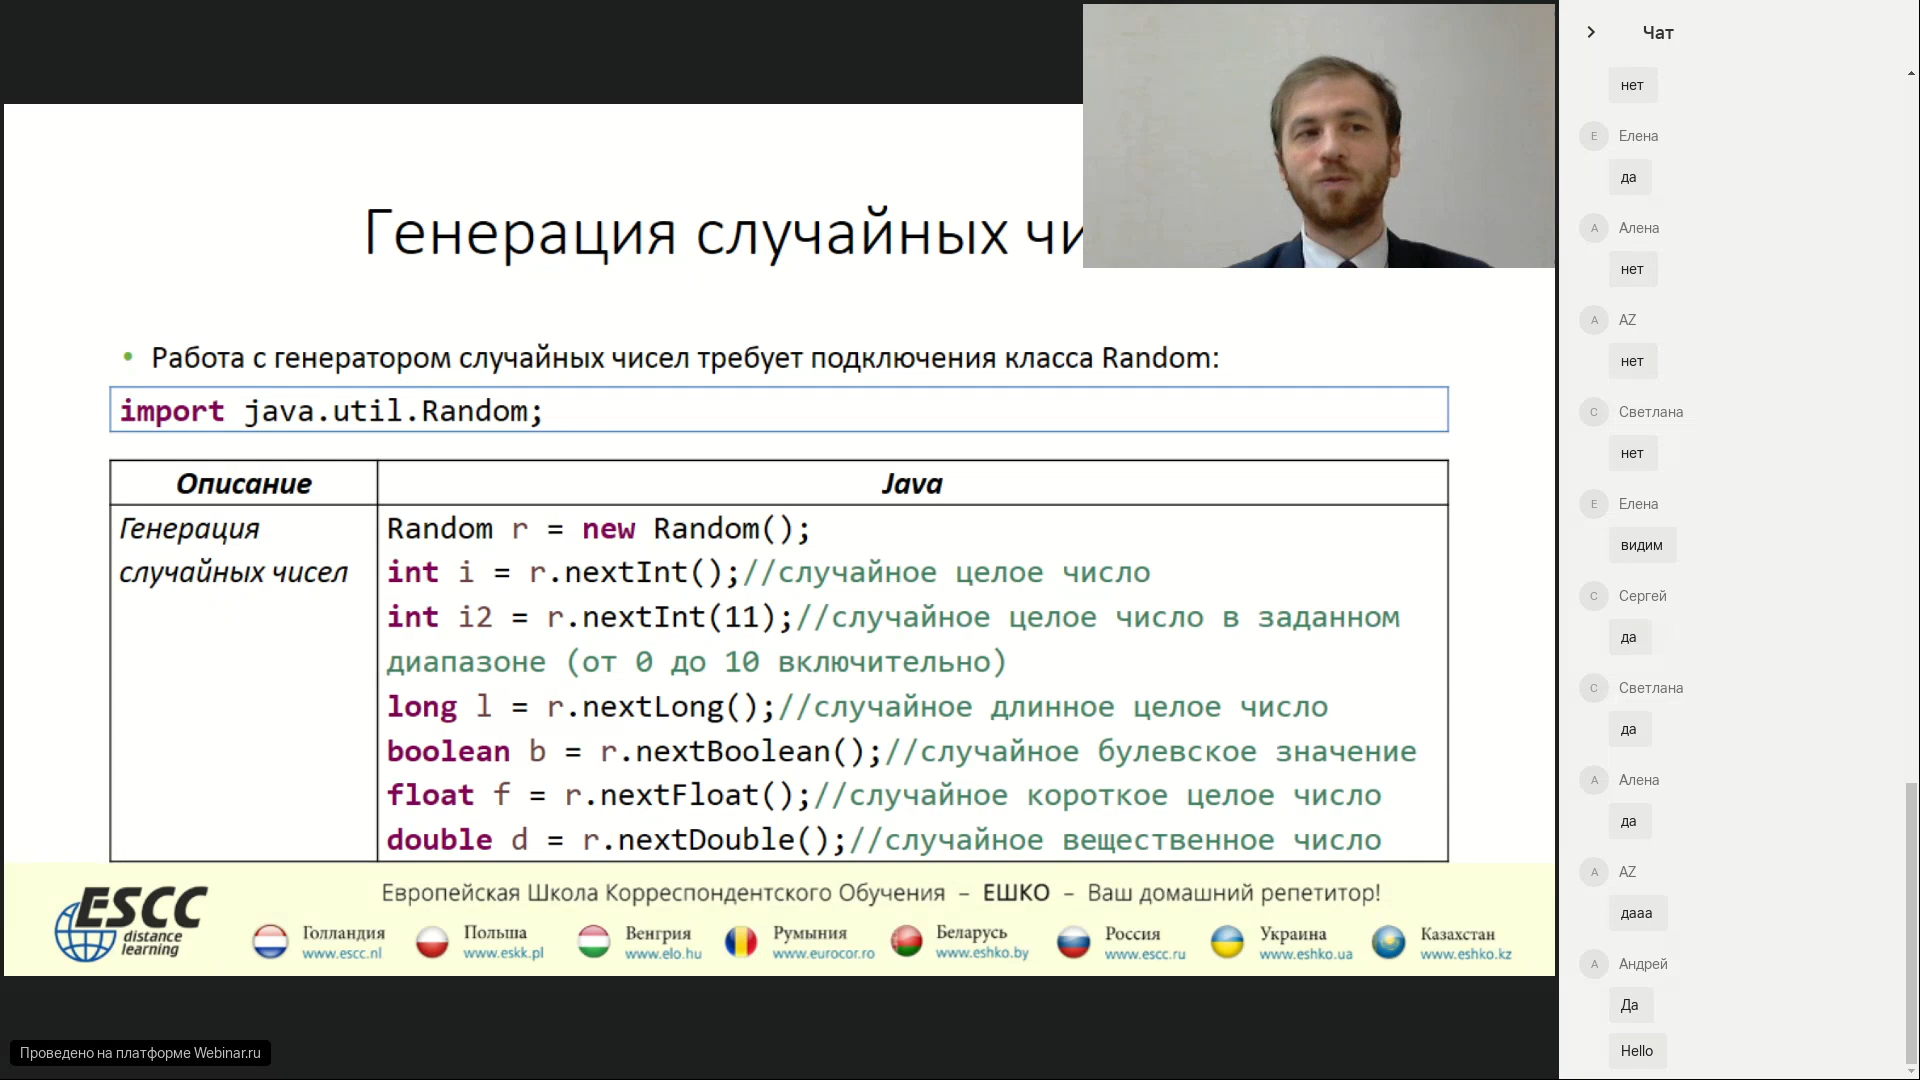 Генерация случайных чи
Работа с генератором случайных чисел требует подключения класса Random:
import java.util.Random;
Описание
Java
Генерация
случайных чисел
Random r = new Random();
int i = r.nextInt();//случайное целое число
int i2 = r.nextInt(11);//случайное целое число в заданном
диапазоне (от 0 до 10 включительно)
long l = r.nextLong();//случайное длинное целое число
boolean b = r.nextBoolean();//случайное булевское значение
float f = r.nextFloat();//случайное короткое целое число
double d = r.nextDouble();//случайное вещественное число
ESCC
distance
learning
Европейская Школа Корреспондентского Обучения – ЕШКО – Ваш домашний репетитор!
Голландия
www.escc.nl
Польша
www.eskk.pl
Венгрия
www.elo.hu
Румыния
www.eurocor.ro
Беларусь
www.eshko.by
Россия
www.escc.ru
Украина
www.eshko.ua
Казахстан
www.eshko.kz
Проведено на платформе Webinar.ru
Чат
нет
Е Елена
да
А Алена
нет
A AZ
нет
С Светлана
нет
Е Елена
видим
С Сергей
да
С Светлана
да
А Алена
да
A AZ
дааа
А Андрей
Да
Hello